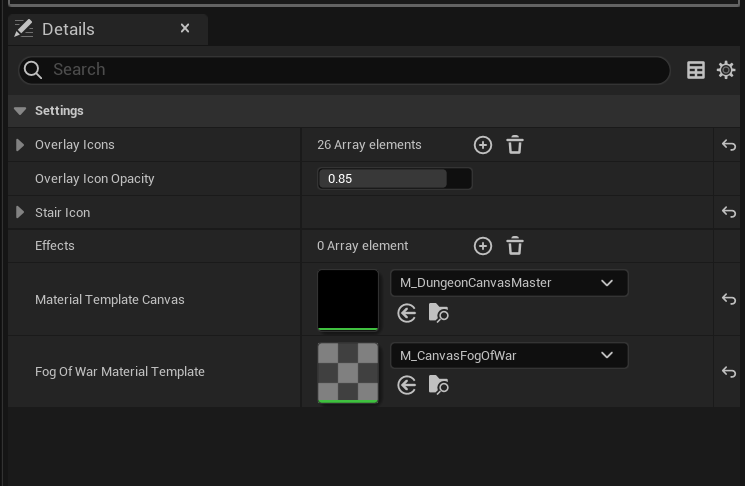 Details
Search
Settings
Overlay Icons
26 Array elements
Overlay Icon Opacity
0.85
Stair Icon
Effects
0 Array element
Material Template Canvas
M_DungeonCanvasMaster
Fog Of War Material Template
M_CanvasFogOfWar